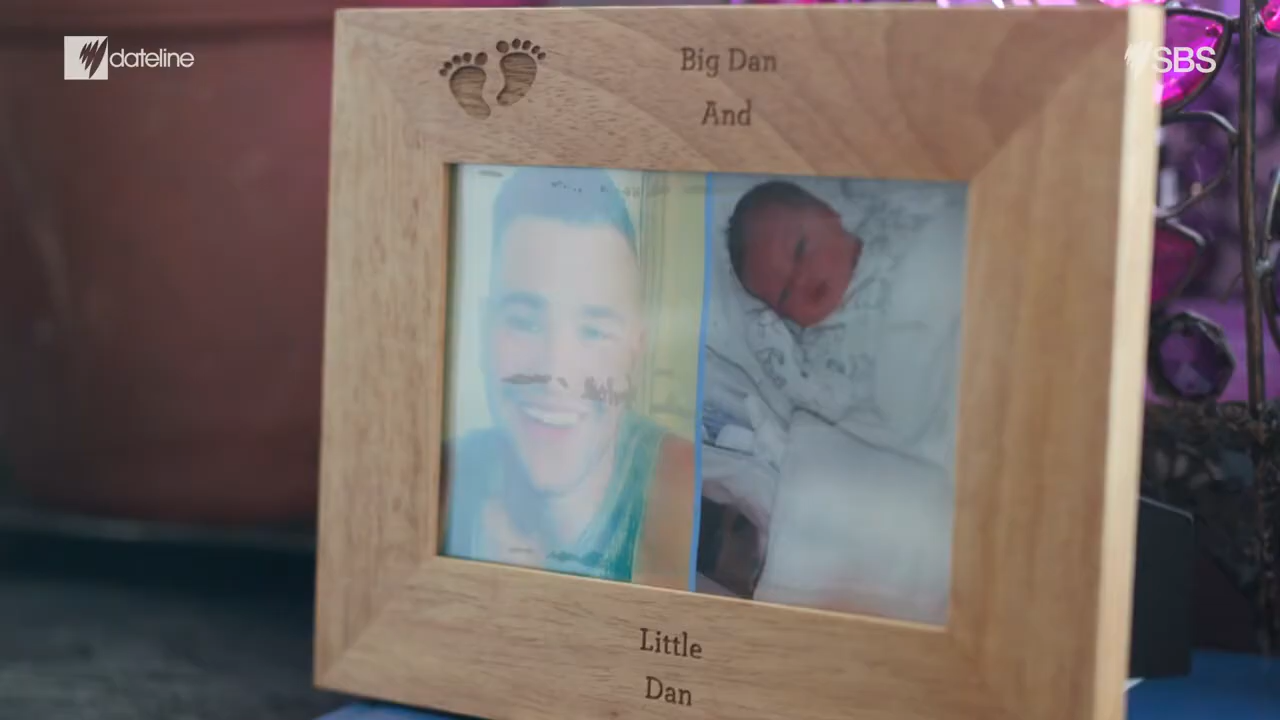 dateline
SBS
Big Dan
And
Little
Dan